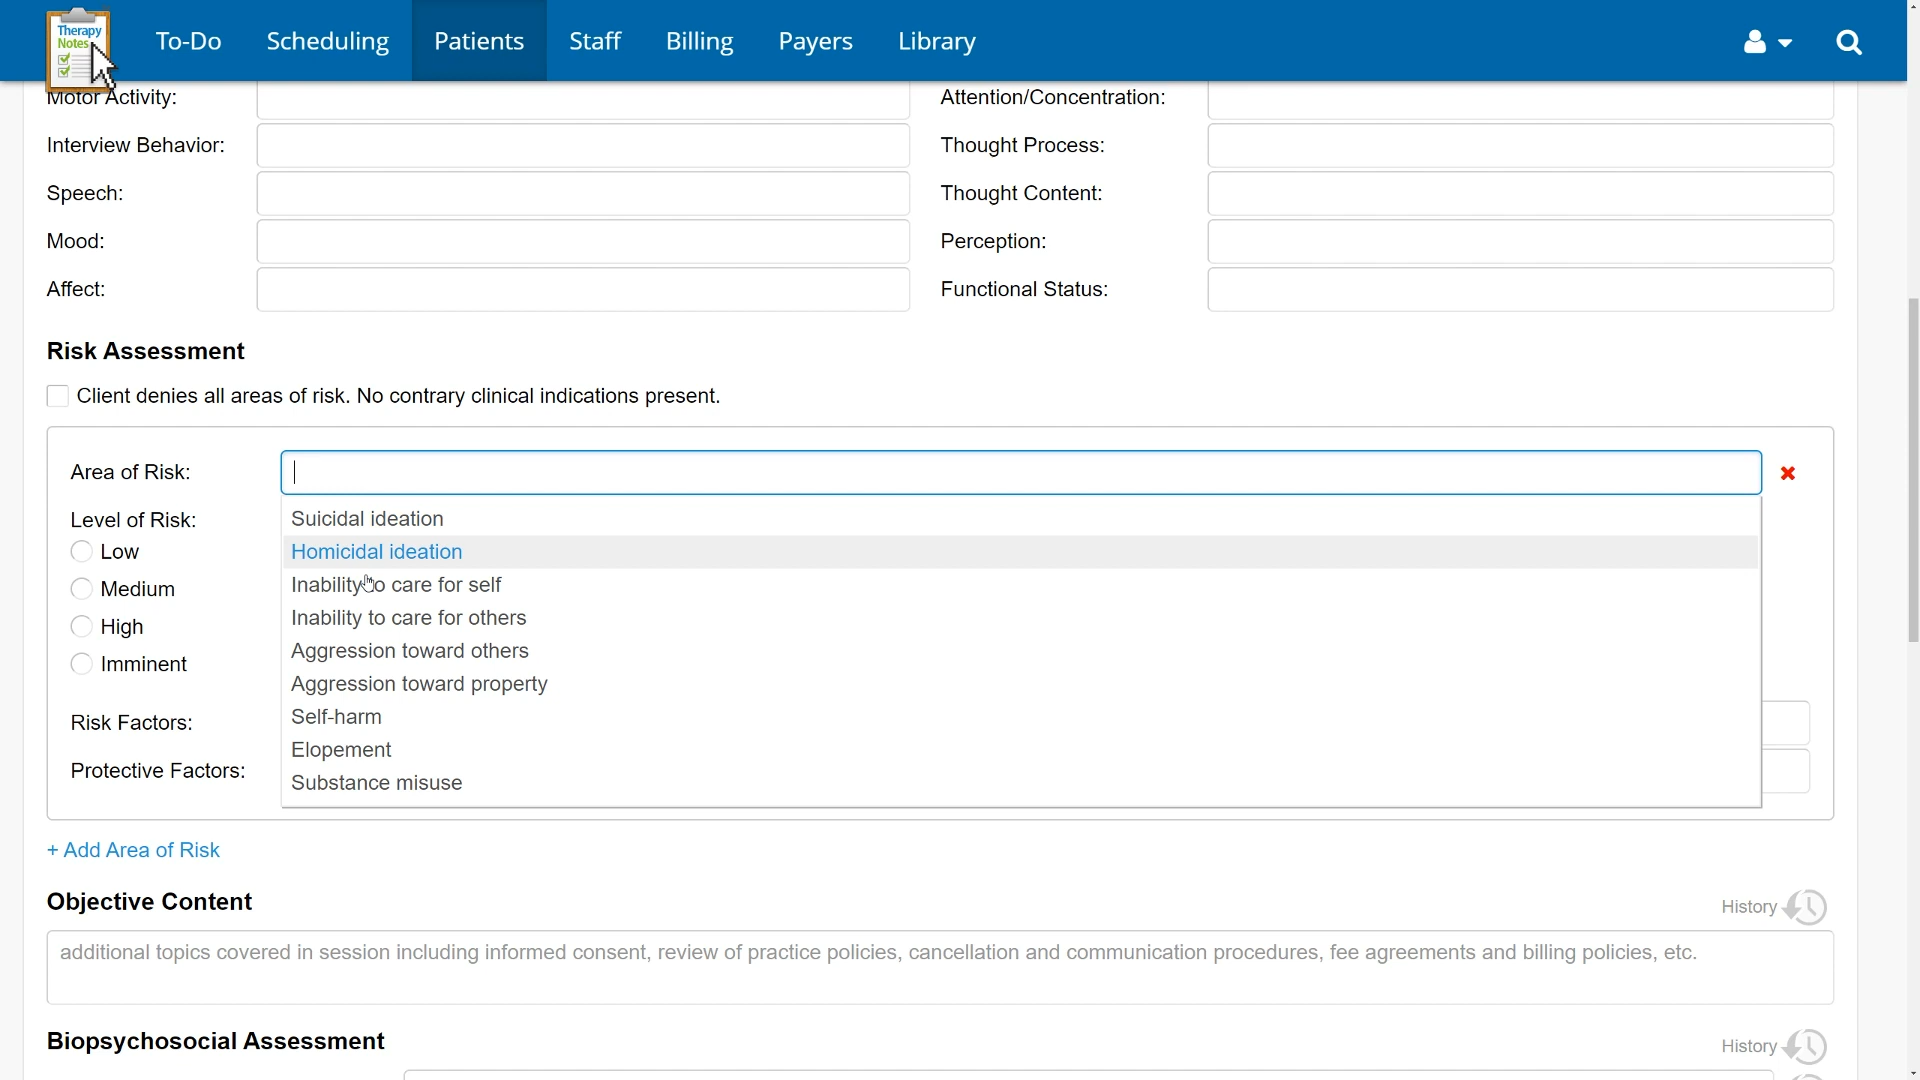 Therapy
Notes
To-Do Scheduling Patients Staff Billing Payers Library
Motor Activity: Attention/Concentration:
Interview Behavior: Thought Process:
Speech: Thought Content:
Mood: Perception:
Affect: Functional Status:
Risk Assessment
Client denies all areas of risk. No contrary clinical indications present.
Area of Risk:
Level of Risk:
Low
Medium
High
Imminent
Risk Factors:
Protective Factors:
Suicidal ideation
Homicidal ideation
Inability to care for self
Inability to care for others
Aggression toward others
Aggression toward property
Self-harm
Elopement
Substance misuse
+ Add Area of Risk
Objective Content History
additional topics covered in session including informed consent, review of practice policies, cancellation and communication procedures, fee agreements and billing policies, etc.
Biopsychosocial Assessment History